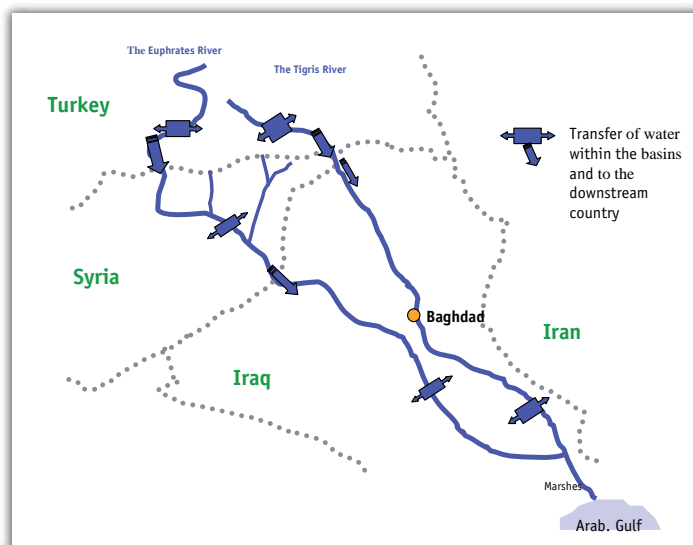 The Euphrates River
The Tigris River
Turkey
Transfer of water
within the basins
and to the
downstream
country
Syria
Baghdad
Iran
Iraq
Marshes
Arab. Gulf